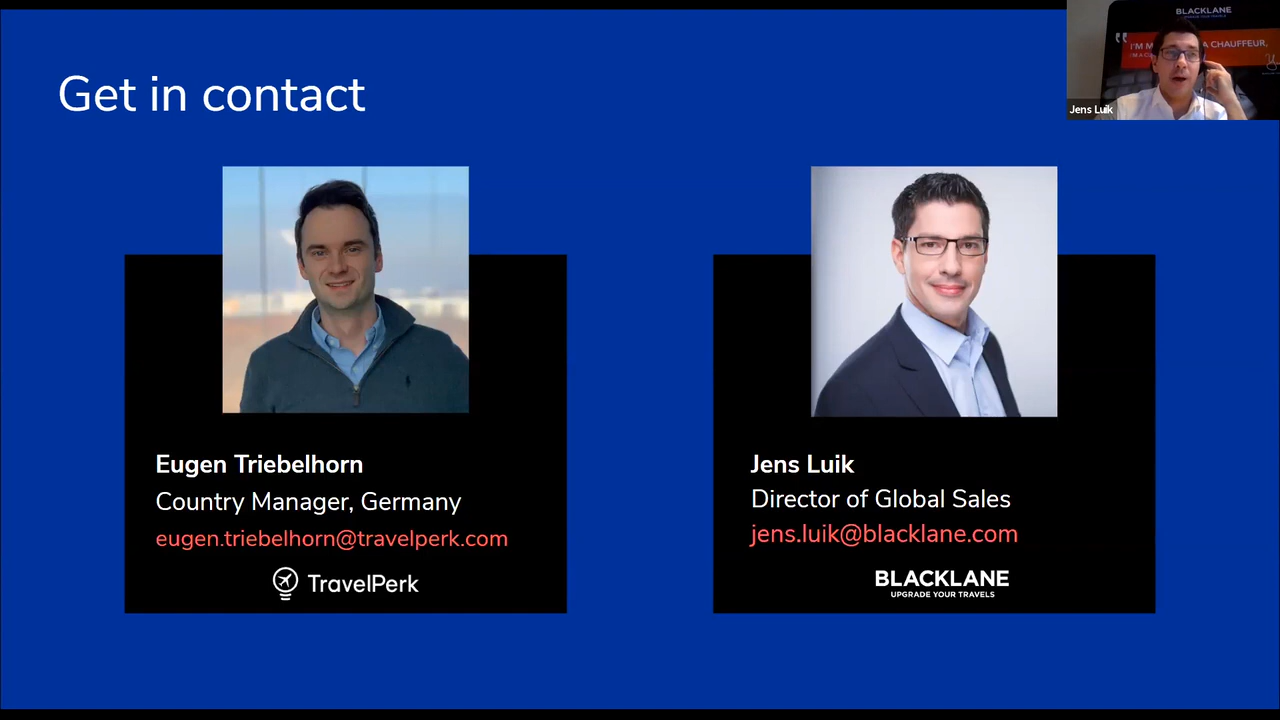 Get in contact
BLACKLANE
A CHAUFFEUR,
Jens Luik
Eugen Triebelhorn
Country Manager, Germany
eugen.triebelhorn@travelperk.com
TravelPerk
Jens Luik
Director of Global Sales
jens.luik@blacklane.com
BLACKLANE
UPGRADE YOUR TRAVELS